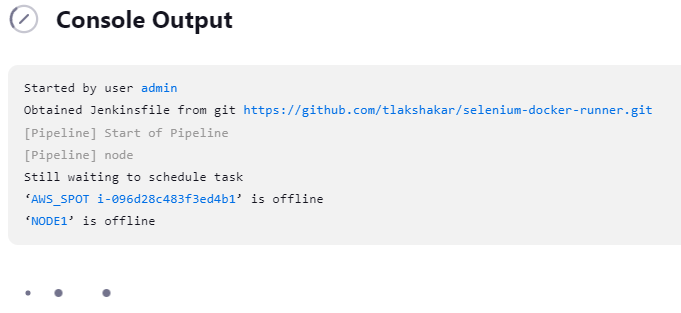 Console Output
Started by user admin
Obtained Jenkinsfile from git https://github.com/tlakshakar/selenium-docker-runner.git
[Pipeline] Start of Pipeline
[Pipeline] node
Still waiting to schedule task
‘AWS_SPOT i-096d28c483f3ed4b1’ is offline
‘NODE1’ is offline